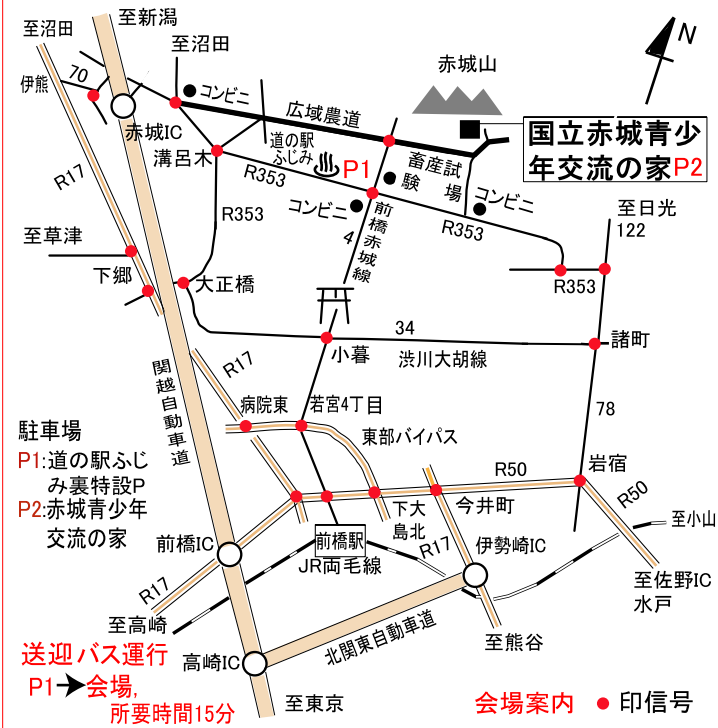 至新潟
至沼田
至沼田
赤城山
N
70
伊熊
コンビニ
広域農道
赤城IC
国立赤城青少
年交流の家P2
溝呂木
道の駅
ふじみ
P1
畜産試
験
場
R353
コンビニ
コンビニ
R17
R353
前橋赤城線
4
R353
至日光
122
至草津
下郷
大正橋
R353
34
小暮
渋川大胡線
諸町
関越自動車道
R17
病院東
若宮4丁目
78
東部バイパス
駐車場
P1:道の駅ふじ
み裏特設P
P2:赤城青少年
交流の家
R50
岩宿
今井町
R50
下大
島北
至小山
前橋IC
前橋駅
JR両毛線
R17
伊勢崎IC
R17
至佐野IC
水戸
至高崎
北関東自動車道
至熊谷
送迎バス運行
P1→会場,
所要時間15分
高崎IC
至東京
会場案内
●印信号